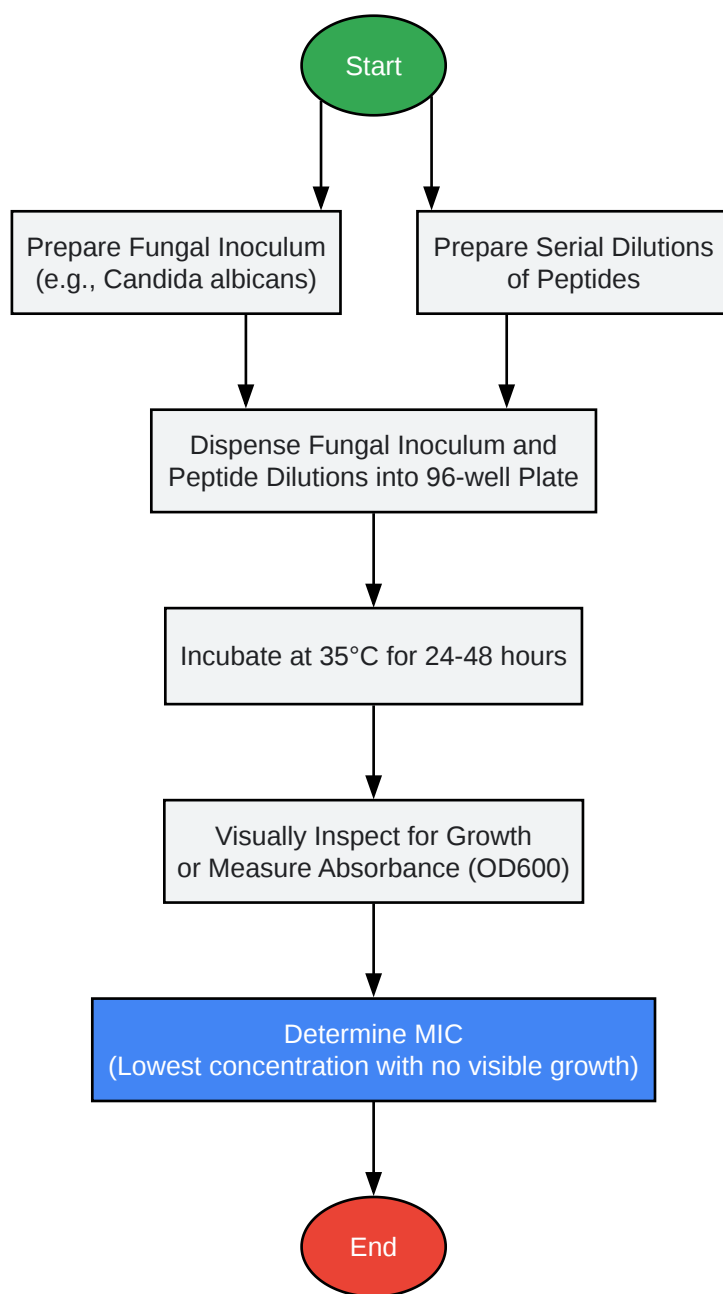 Start
Prepare Fungal Inoculum
(e.g., Candida albicans)
Prepare Serial Dilutions
of Peptides
Dispense Fungal Inoculum and
Peptide Dilutions into 96-well Plate
Incubate at 35°C for 24-48 hours
Visually Inspect for Growth
or Measure Absorbance (OD600)
Determine MIC
(Lowest concentration with no visible growth)
End